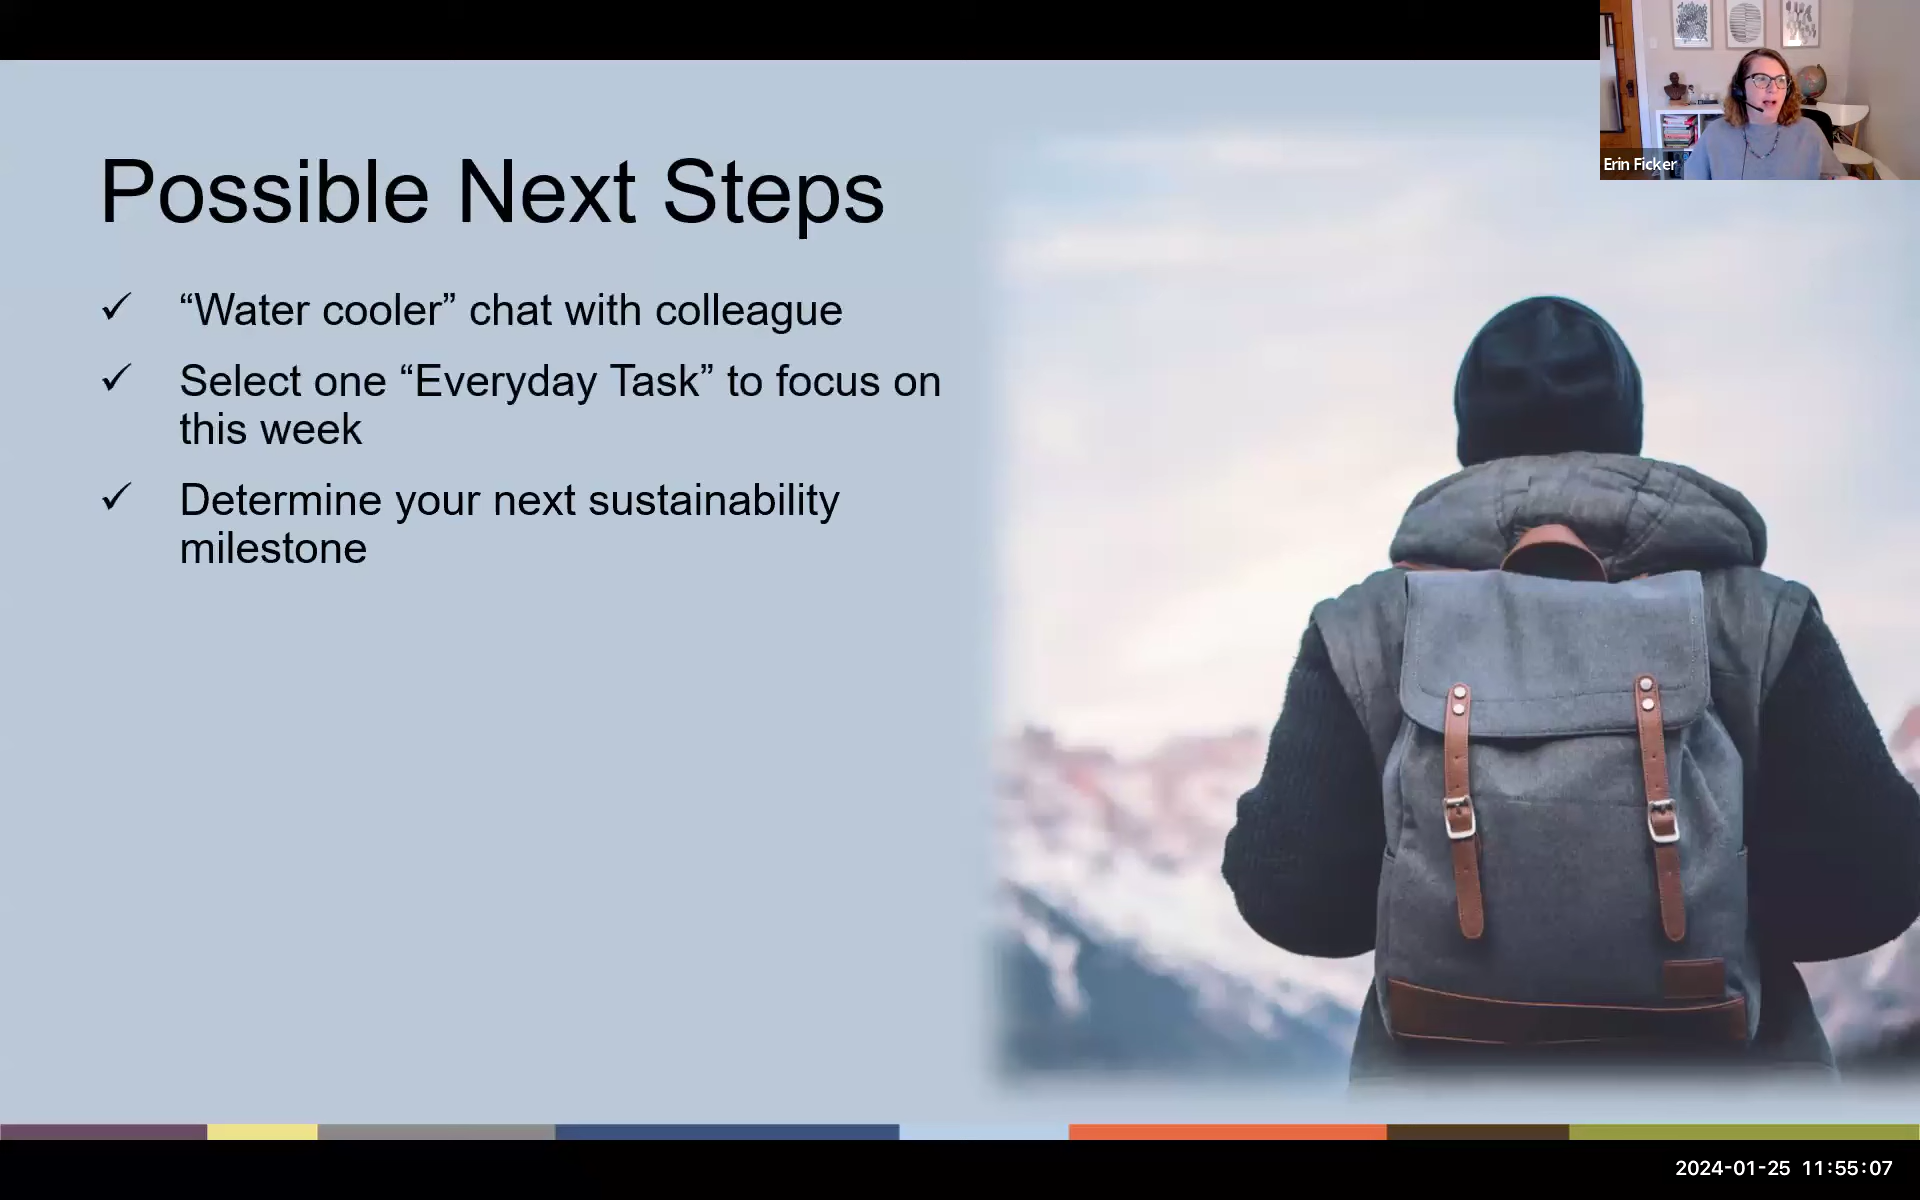 Erin Ficker
Possible Next Steps
✓ “Water cooler” chat with colleague
✓ Select one “Everyday Task” to focus on
this week
✓ Determine your next sustainability
milestone
2024-01-25 11:55:07